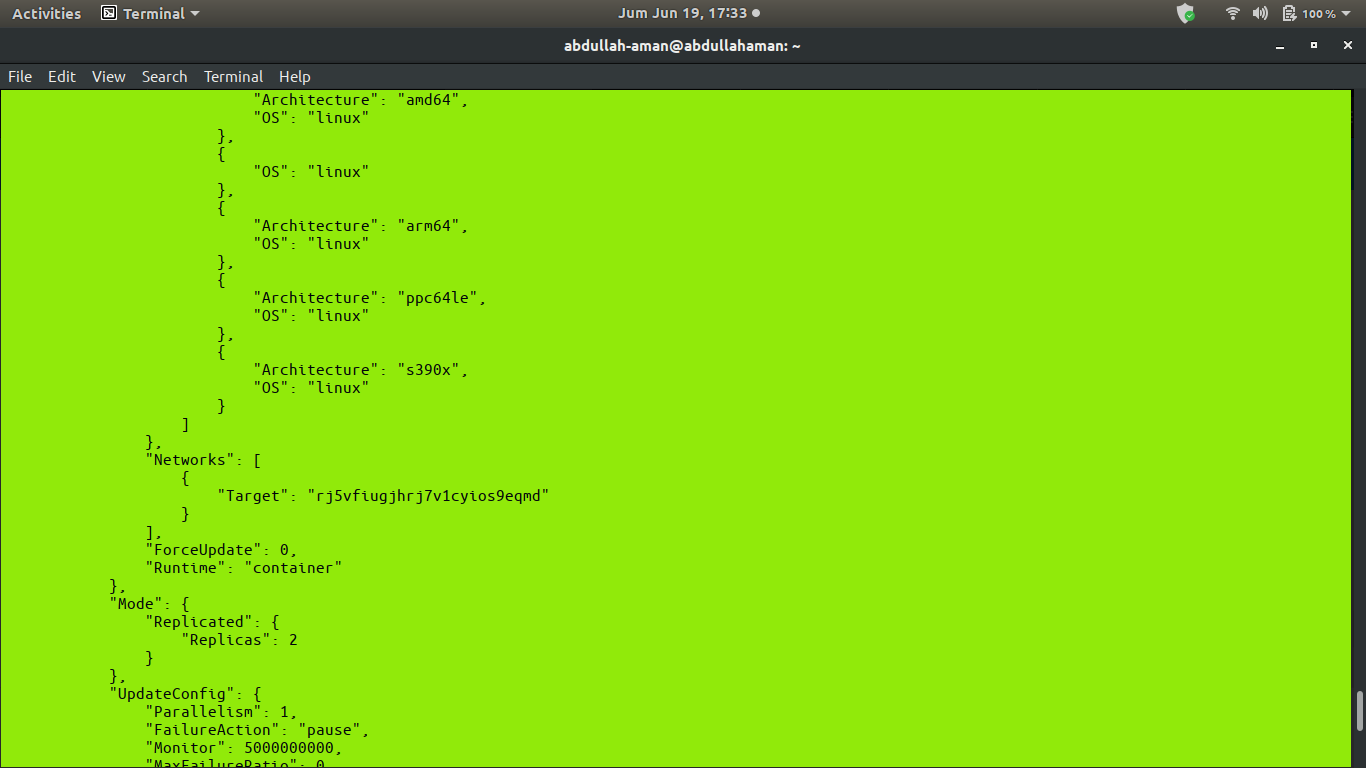 Activities Terminal Jum Jun 19, 17:33 100 %
abdullah-aman@abdullahaman: ~
File Edit View Search Terminal Help
"Architecture": "amd64",
"OS": "linux"
},
{
"OS": "linux"
},
{
"Architecture": "arm64",
"OS": "linux"
},
{
"Architecture": "ppc64le",
"OS": "linux"
},
{
"Architecture": "s390x",
"OS": "linux"
}
]
},
"Networks": [
{
"Target": "rj5vfiugjhrj7v1cyios9eqmd"
}
],
"ForceUpdate": 0,
"Runtime": "container"
},
"Mode": {
"Replicated": {
"Replicas": 2
}
},
"UpdateConfig": {
"Parallelism": 1,
"FailureAction": "pause",
"Monitor": 5000000000,
"MaxFailureRatio": 0